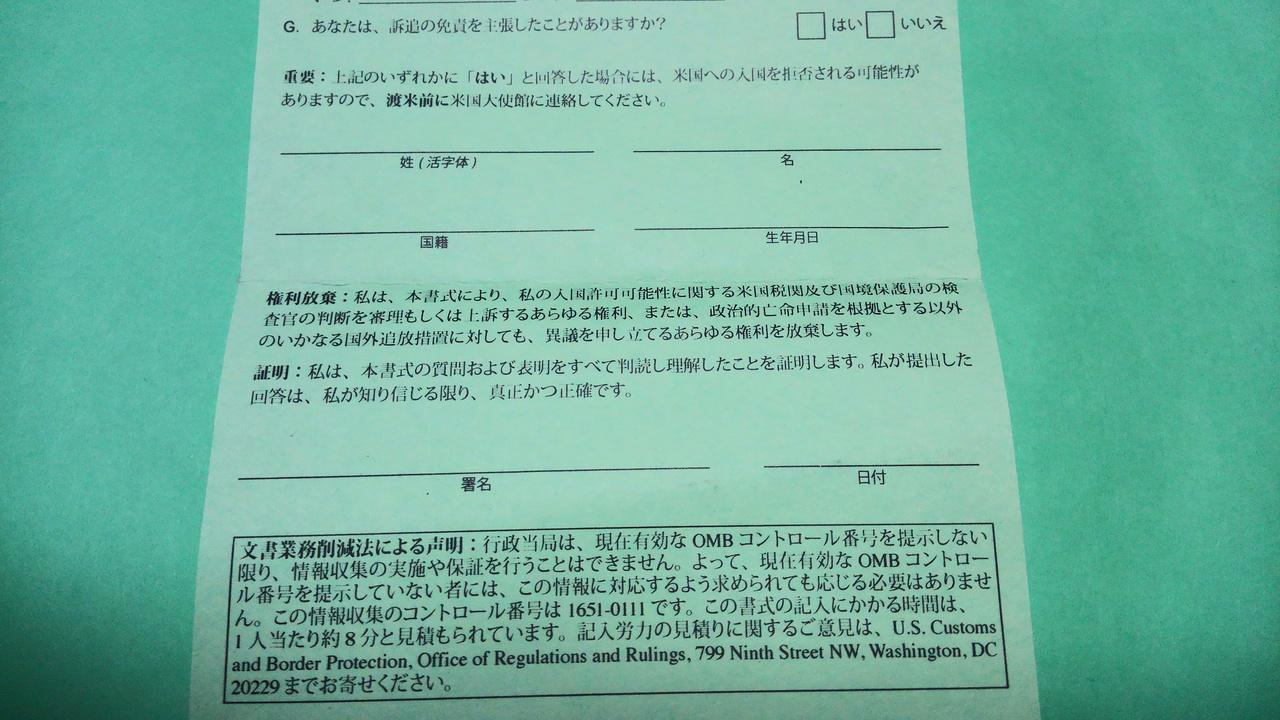 G. あなたは、訴追の免責を主張したことがありますか? はい いいえ
重要：上記のいずれかに「はい」と回答した場合には、米国への入国を拒否される可能性が
ありますので、渡米前に米国大使館に連絡してください。
姓 (活字体) 名
国籍 生年月日
権利放棄：私は、本書式により、私の入国許可可能性に関する米国税関及び国境保護局の検
査官の判断を審理もしくは上訴するあらゆる権利、または、政治的亡命申請を根拠とする以外
のいかなる国外追放措置に対しても、異議を申し立てるあらゆる権利を放棄します。
証明：私は、本書式の質問および表明をすべて判読し理解したことを証明します。私が提出した
回答は、私が知り信じる限り、真正かつ正確です。
署名 日付
文書業務削減法による声明：行政当局は、現在有効な OMB コントロール番号を提示しない
限り、情報収集の実施や保証を行うことはできません。よって、現在有効な OMB コントロー
ル番号を提示していない者には、この情報に対応するよう求められても応じる必要はありませ
ん。この情報収集のコントロール番号は 1651-0111 です。この書式の記入にかかる時間は、
1 人当たり約 8 分と見積もられています。記入労力の見積りに関するご意見は、U.S. Customs
and Border Protection, Office of Regulations and Rulings, 799 Ninth Street NW, Washington, DC
20229 までお寄せください。